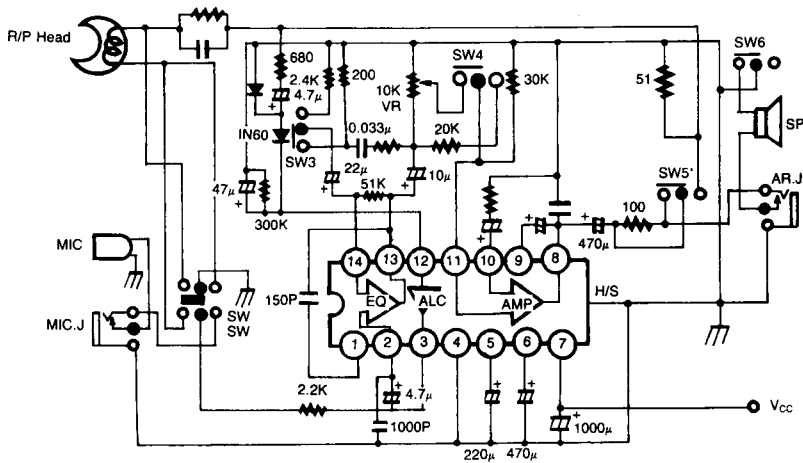 R/P Head
680
2.4K
4.7μ
+
200
10K
VR
SW4
30K
51
SW6
SP
IN60
SW3
0.033μ
22μ
+
20K
10μ
+
SW5'
AR.J
47μ
+
300K
51K
100
470μ
+
+
+
MIC
MIC.J
SW
SW
150P
14
13
12
11
10
9
8
EQ
ALC
AMP
H/S
1
2
3
4
5
6
7
2.2K
4.7μ
+
1000P
+
220μ
+
470μ
+
1000μ
VCC